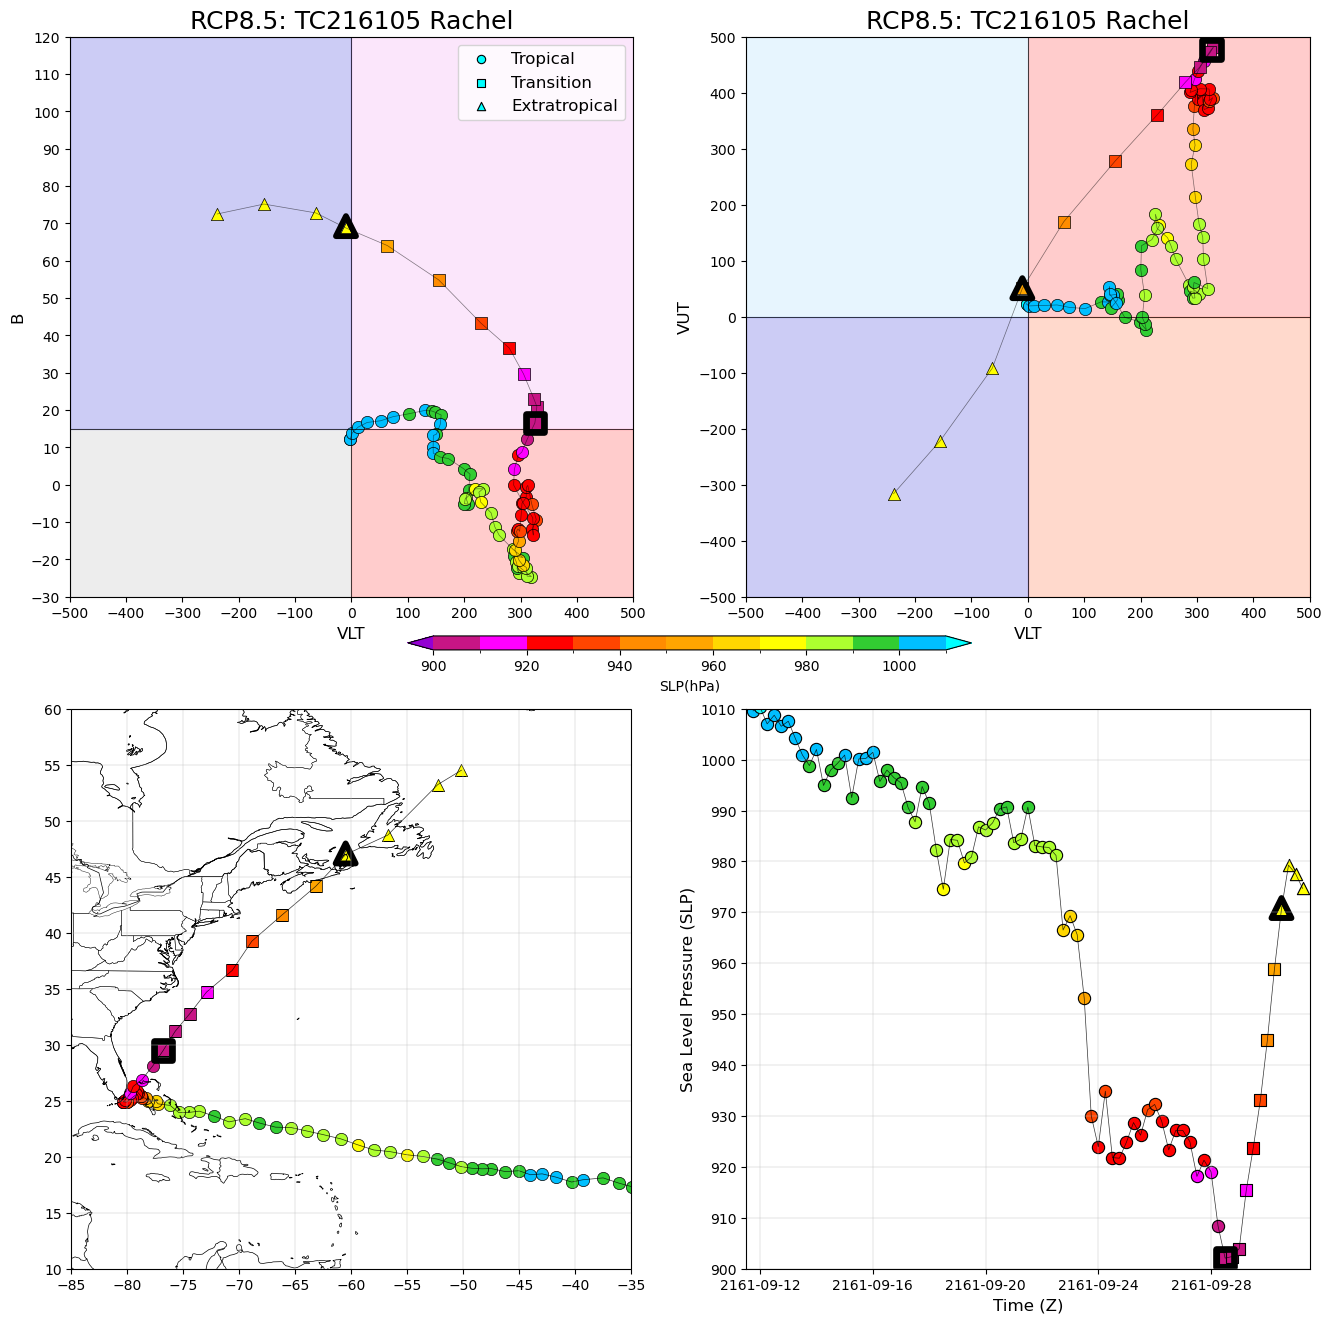 RCP8.5: TC216105 Rachel
RCP8.5: TC216105 Rachel
120
110
100
90
80
70
60
50
40
30
20
10
0
−10
−20
−30
B
Tropical
Transition
Extratropical
−500 −400 −300 −200 −100 0 100 200 300 400 500
VLT
500
400
300
200
100
0
−100
−200
−300
−400
−500
VUT
−500 −400 −300 −200 −100 0 100 200 300 400 500
VLT
900 920 940 960 980 1000
SLP(hPa)
60
55
50
45
40
35
30
25
20
15
10
−85 −80 −75 −70 −65 −60 −55 −50 −45 −40 −35
1010
1000
990
980
970
960
950
940
930
920
910
900
Sea Level Pressure (SLP)
2161-09-12 2161-09-16 2161-09-20 2161-09-24 2161-09-28
Time (Z)